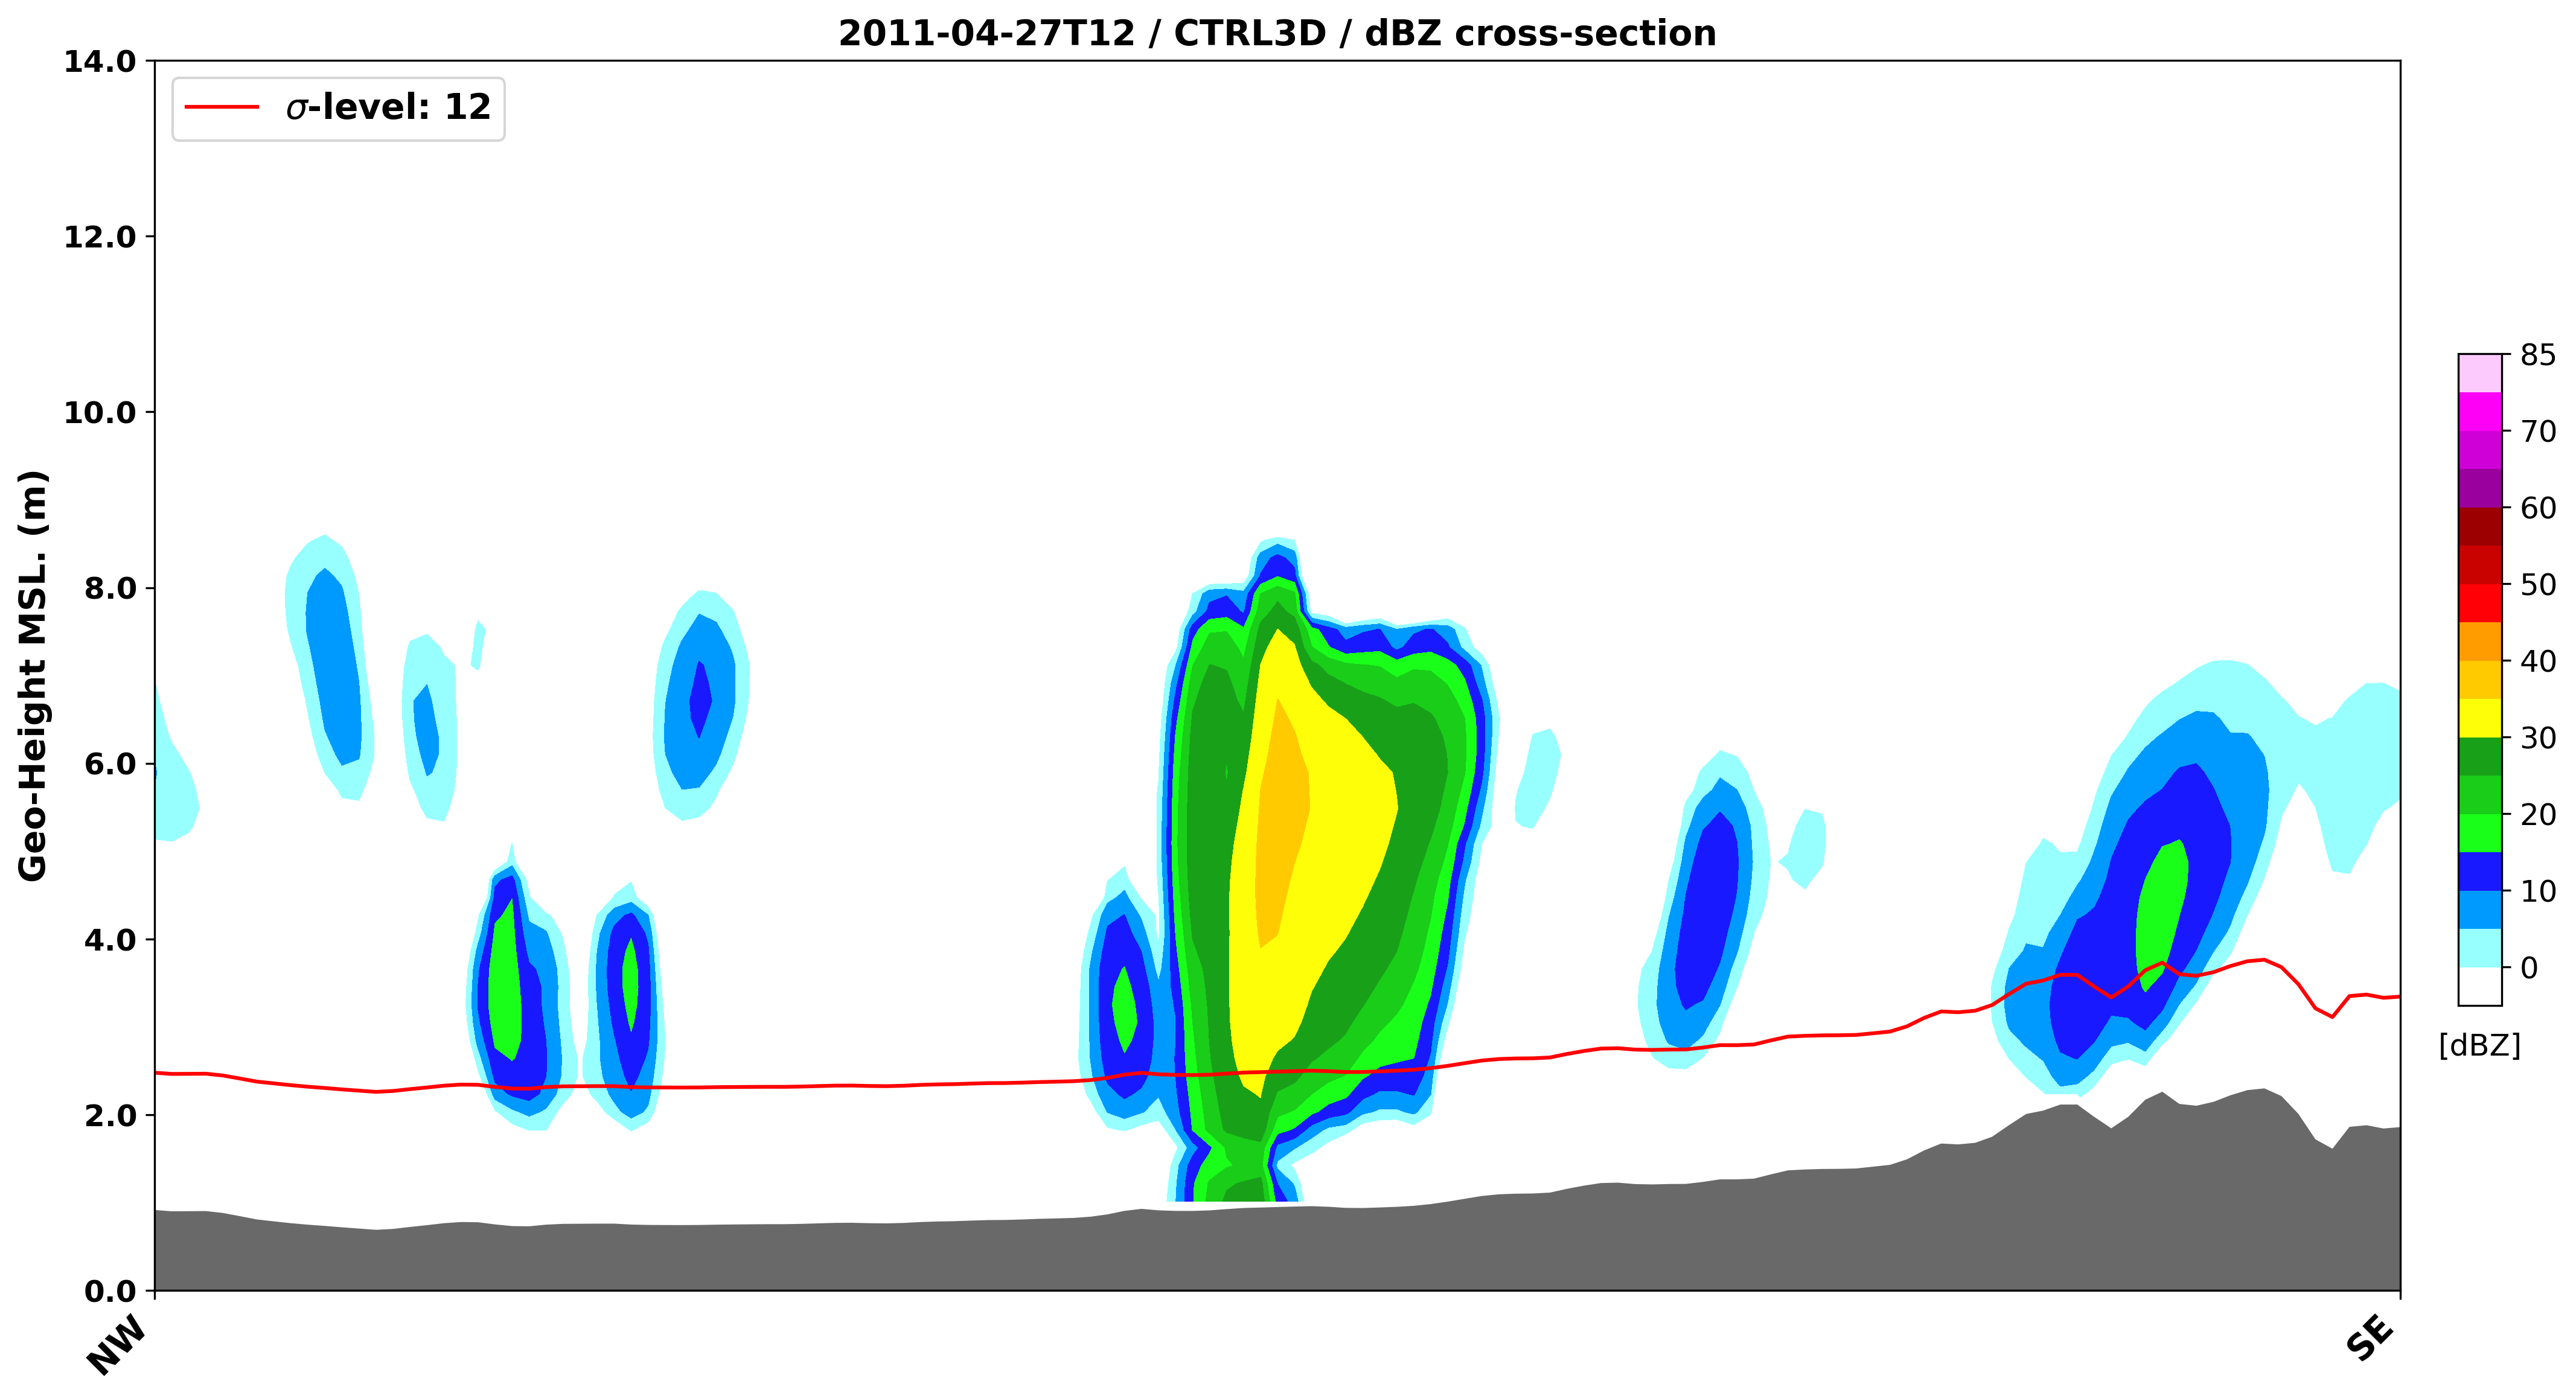 2011-04-27T12 / CTRL3D / dBZ cross-section
σ-level: 12
Geo-Height MSL. (m)
14.0
12.0
10.0
8.0
6.0
4.0
2.0
0.0
NW
SE
85
70
60
50
40
30
20
10
0
[dBZ]